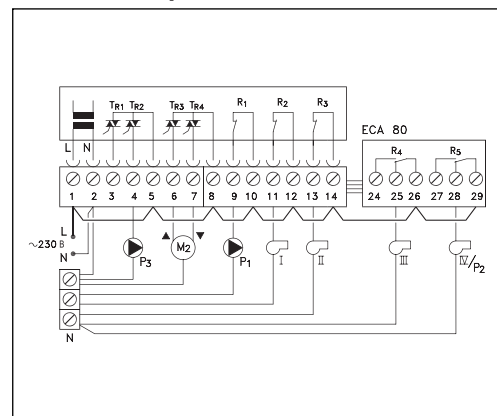 TR1 TR2 TR3 TR4 R1 R2 R3
L N
ECA 80
R4 R5
1 2 3 4 5 6 7 8 9 10 11 12 13 14
24 25 26 27 28 29
L
~230 В
N
P3 M2 P1 I II III IV/P2
N